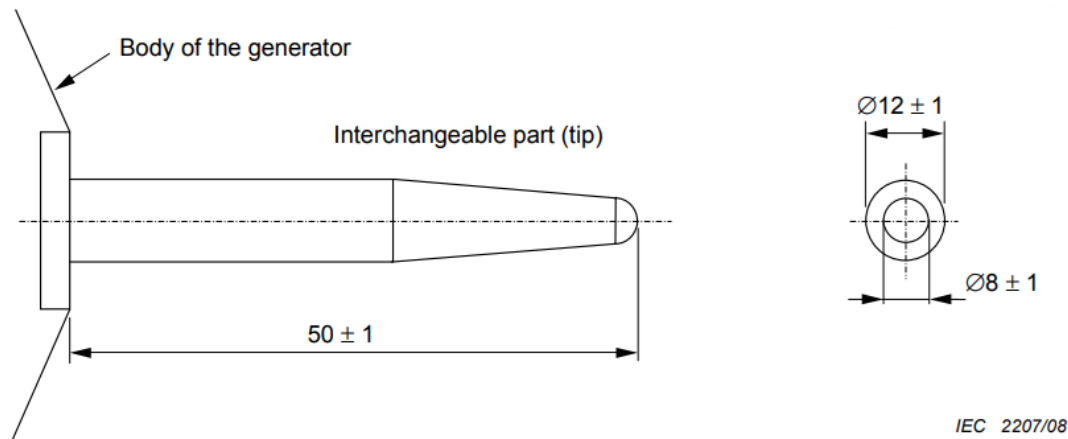 Body of the generator
Interchangeable part (tip)
∅12 ± 1
∅8 ± 1
50 ± 1
IEC 2207/08